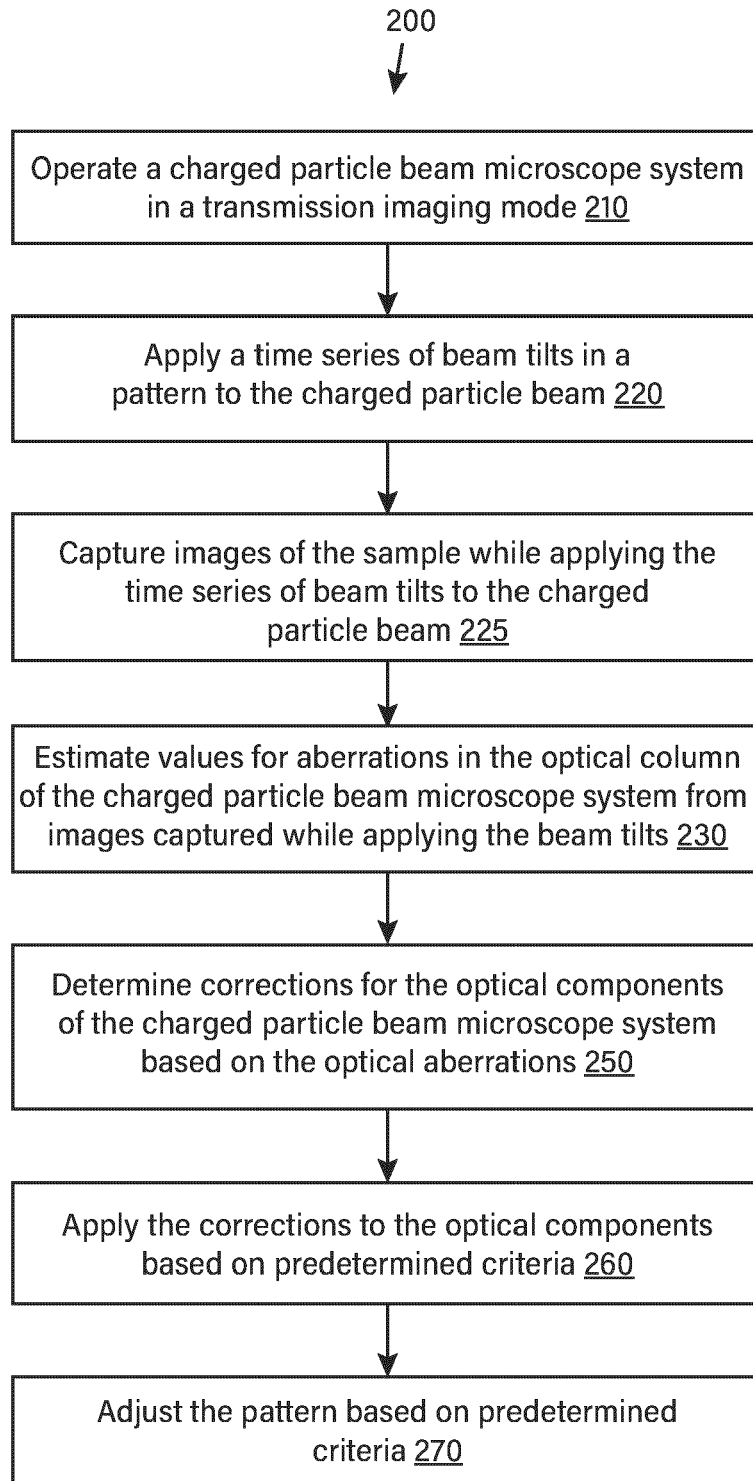 200
Operate a charged particle beam microscope system
in a transmission imaging mode 210
Apply a time series of beam tilts in a
pattern to the charged particle beam 220
Capture images of the sample while applying the
time series of beam tilts to the charged
particle beam 225
Estimate values for aberrations in the optical column
of the charged particle beam microscope system from
images captured while applying the beam tilts 230
Determine corrections for the optical components
of the charged particle beam microscope system
based on the optical aberrations 250
Apply the corrections to the optical components
based on predetermined criteria 260
Adjust the pattern based on predetermined
criteria 270